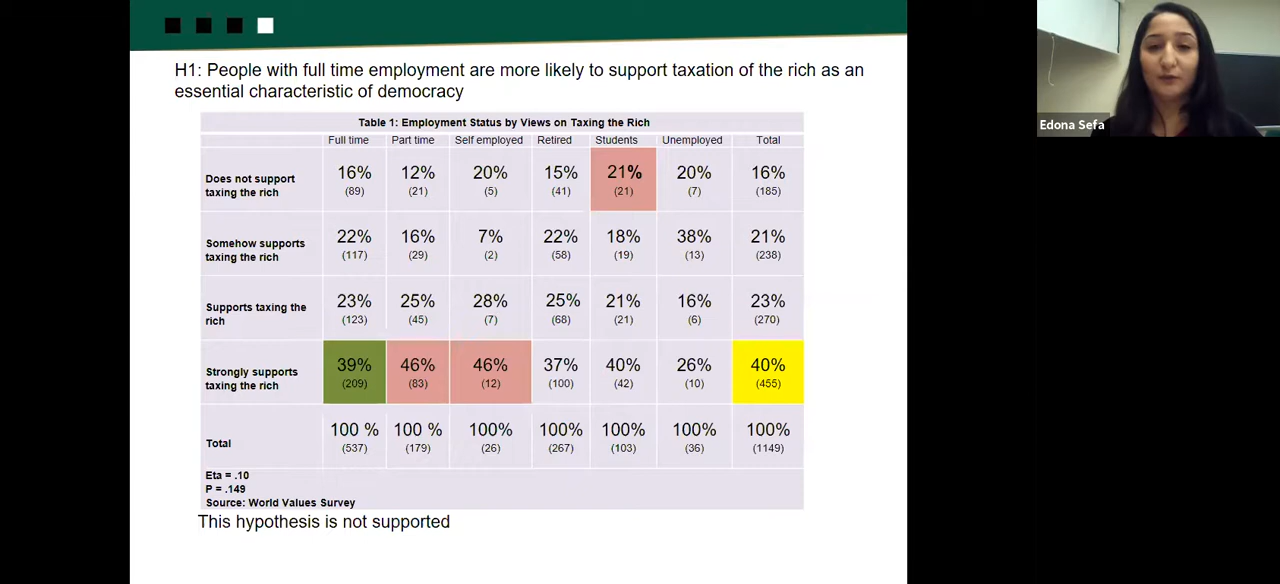 H1: People with full time employment are more likely to support taxation of the rich as an
essential characteristic of democracy
Edona Sefa
Table 1: Employment Status by Views on Taxing the Rich
Full time Part time Self employed Retired Students Unemployed Total
Does not support taxing the rich 16% 12% 20% 15% 21% 20% 16%
(89) (21) (5) (41) (21) (7) (185)
Somehow supports taxing the rich 22% 16% 7% 22% 18% 38% 21%
(117) (29) (2) (58) (19) (13) (238)
Supports taxing the rich 23% 25% 28% 25% 21% 16% 23%
(123) (45) (7) (68) (21) (6) (270)
Strongly supports taxing the rich 39% 46% 46% 37% 40% 26% 40%
(209) (83) (12) (100) (42) (10) (455)
Total 100 % 100 % 100% 100% 100% 100% 100%
(537) (179) (26) (267) (103) (36) (1149)
Eta = .10
P = .149
Source: World Values Survey
This hypothesis is not supported